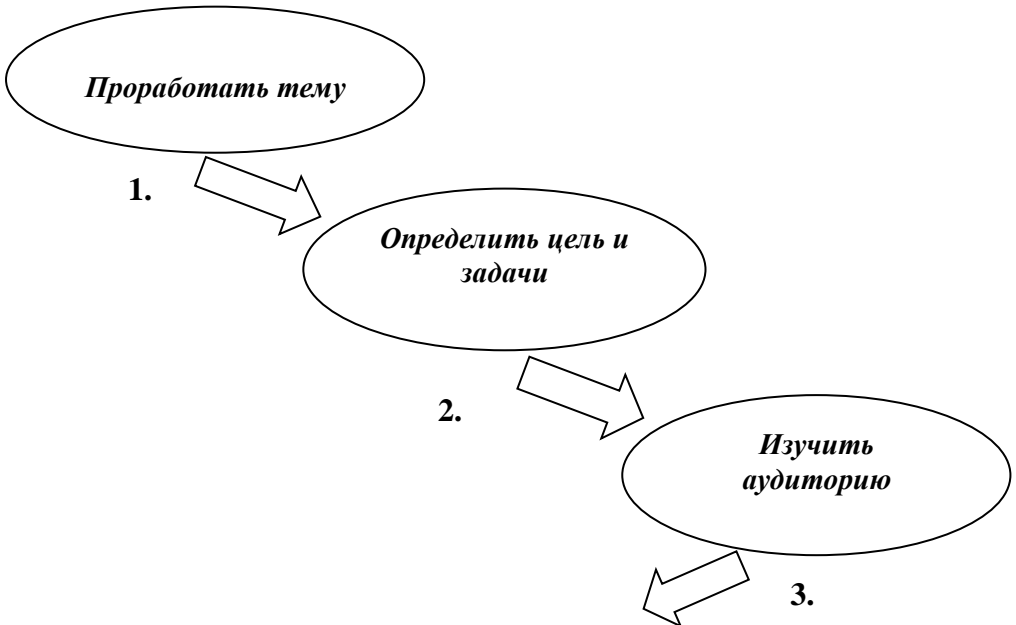 Проработать тему
1.
Определить цель и
задачи
2.
Изучить
аудиторию
3.